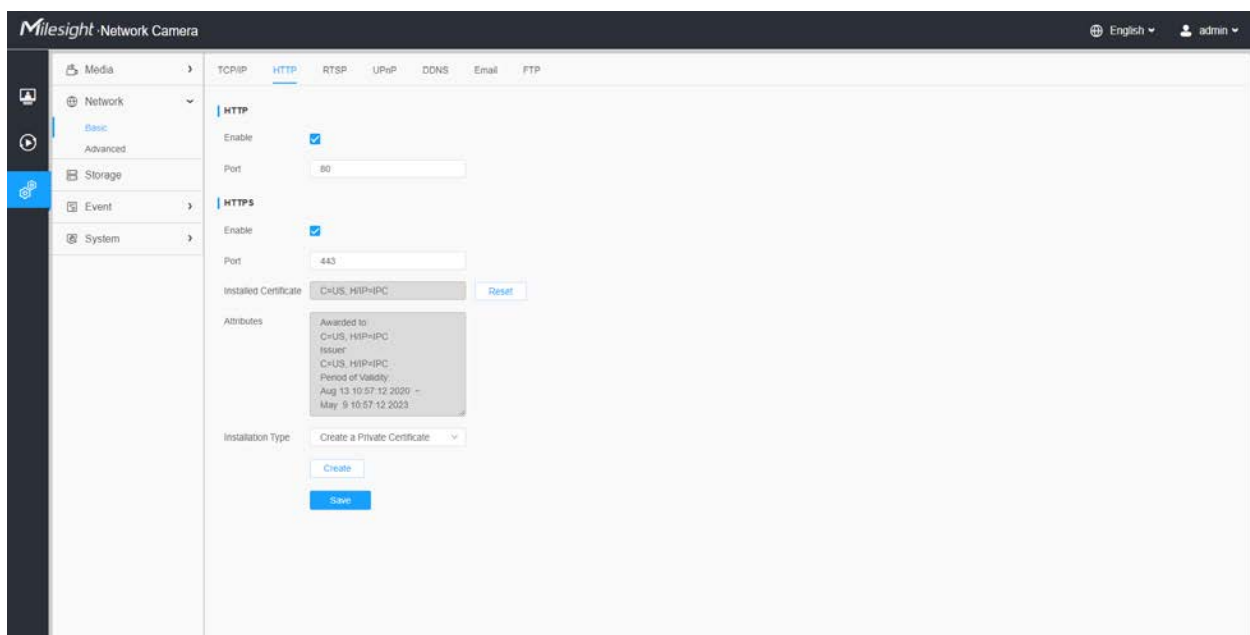 Milesight · Network Camera
English
admin
Media
Network
Basic
Advanced
Storage
Event
System
TCP/IP HTTP RTSP UPnP DDNS Email FTP
HTTP
Enable
Port 80
HTTPS
Enable
Port 443
Installed Certificate C=US, H/IP=IPC Reset
Attributes
Awarded to
C=US, H/IP=IPC
Issuer
C=US, H/IP=IPC
Period of Validity:
Aug 13 10:57:12 2020 ~
May 9 10:57:12 2023
Installation Type Create a Private Certificate
Create
Save